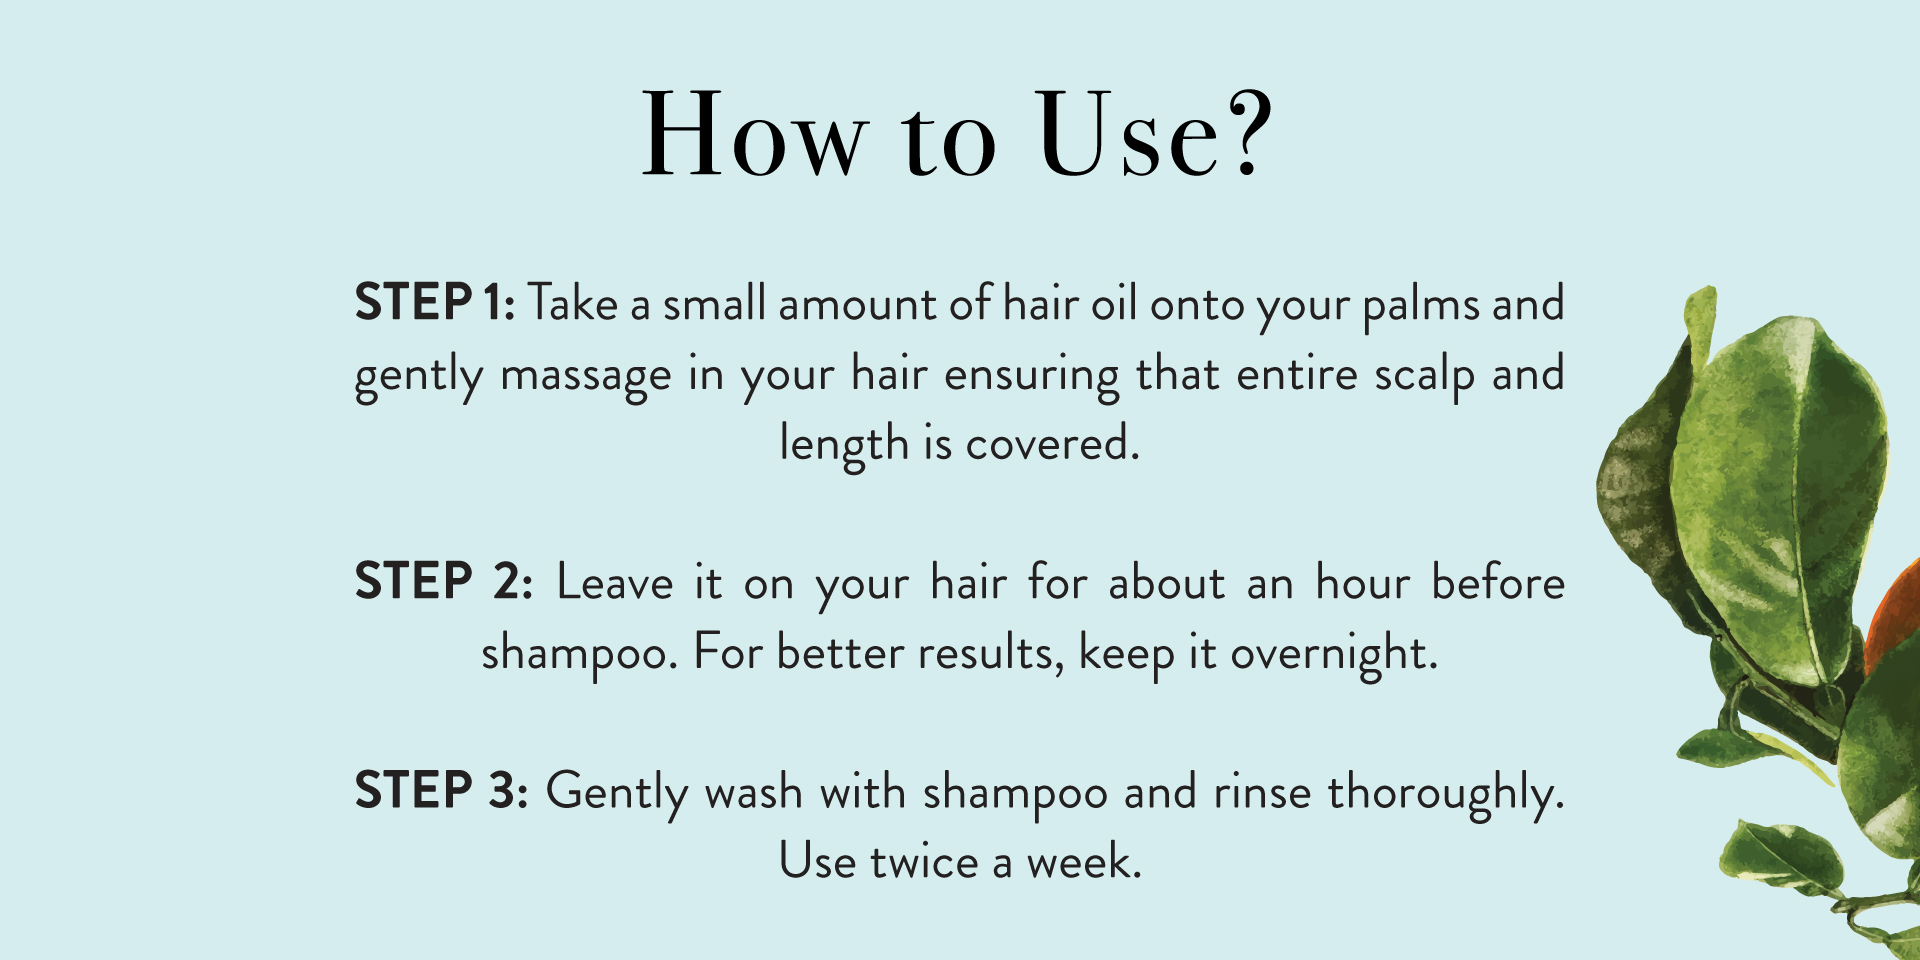 How to Use?
STEP 1: Take a small amount of hair oil onto your palms and
gently massage in your hair ensuring that entire scalp and
length is covered.
STEP 2: Leave it on your hair for about an hour before
shampoo. For better results, keep it overnight.
STEP 3: Gently wash with shampoo and rinse thoroughly.
Use twice a week.